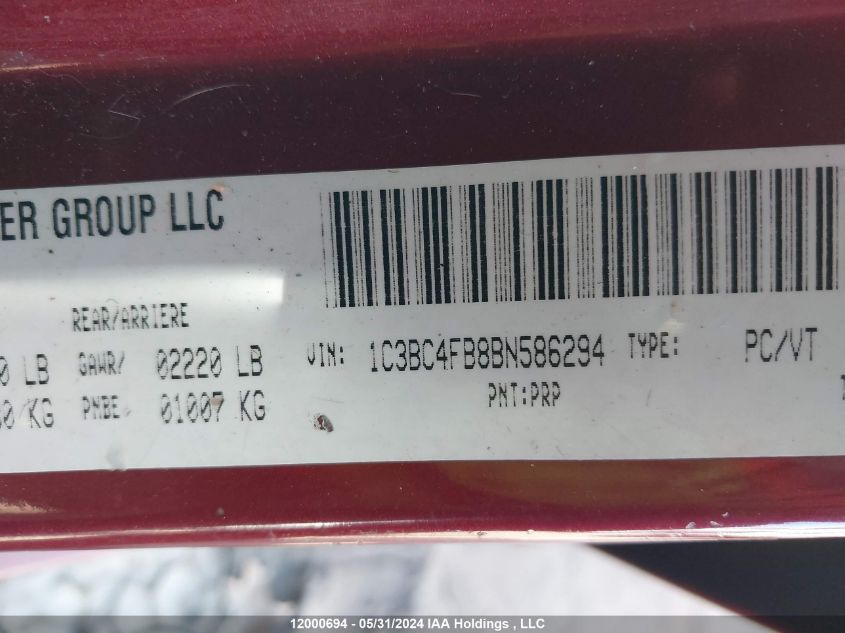 ER GROUP LLC
REAR/ARRIERE
0 LB GAWR/ 02220 LB VIN: 1C3BC4FB8BN586294 TYPE: PC/VT
0 KG PNBE 01007 KG PNT:PRP
12000694 - 05/31/2024 IAA Holdings , LLC